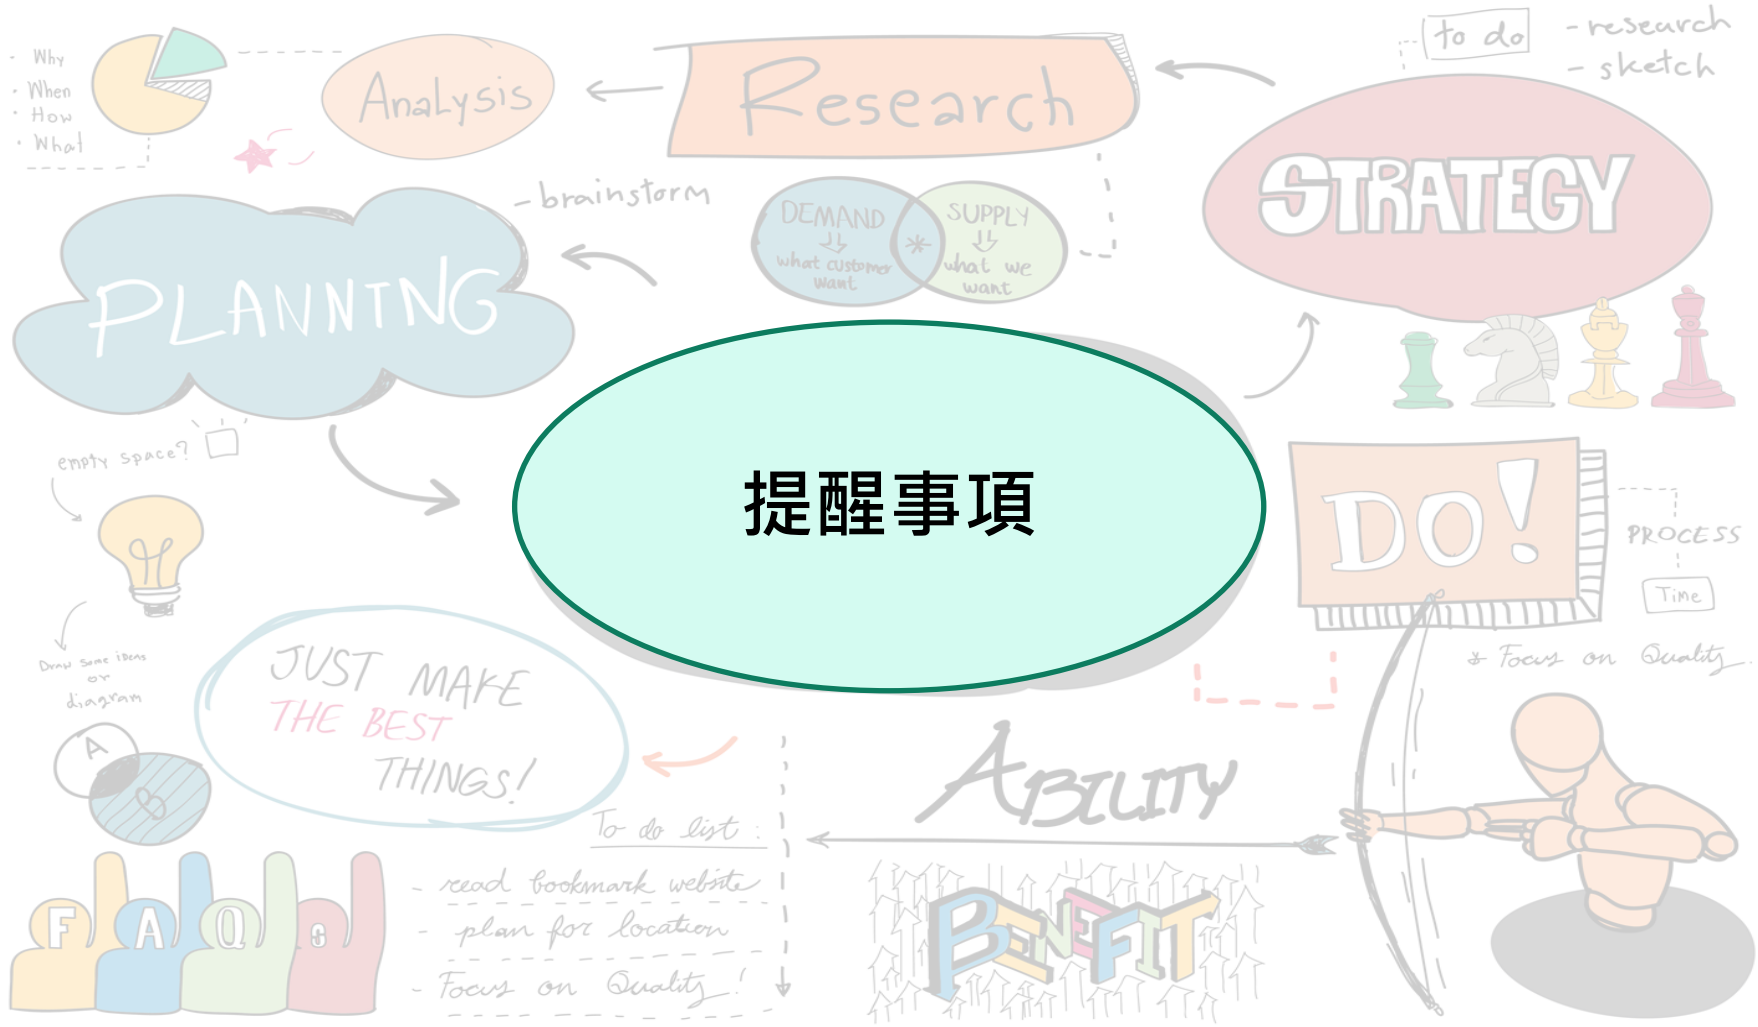 Why
When
How
What
Analysis
Research
to do
- research
- sketch
STRATEGY
- brainstorm
DEMAND
what customer
want
SUPPLY
what we
want
*
PLANNING
提醒事項
empty space?
Draw some ideas
or
diagram
A
B
JUST MAKE
THE BEST
THINGS!
DO!
PROCESS
Time
* Focus on Quality
ABILITY
To do list :
- read bookmark website
- plan for location
- Focus on Quality!
FAQs
BENEFIT